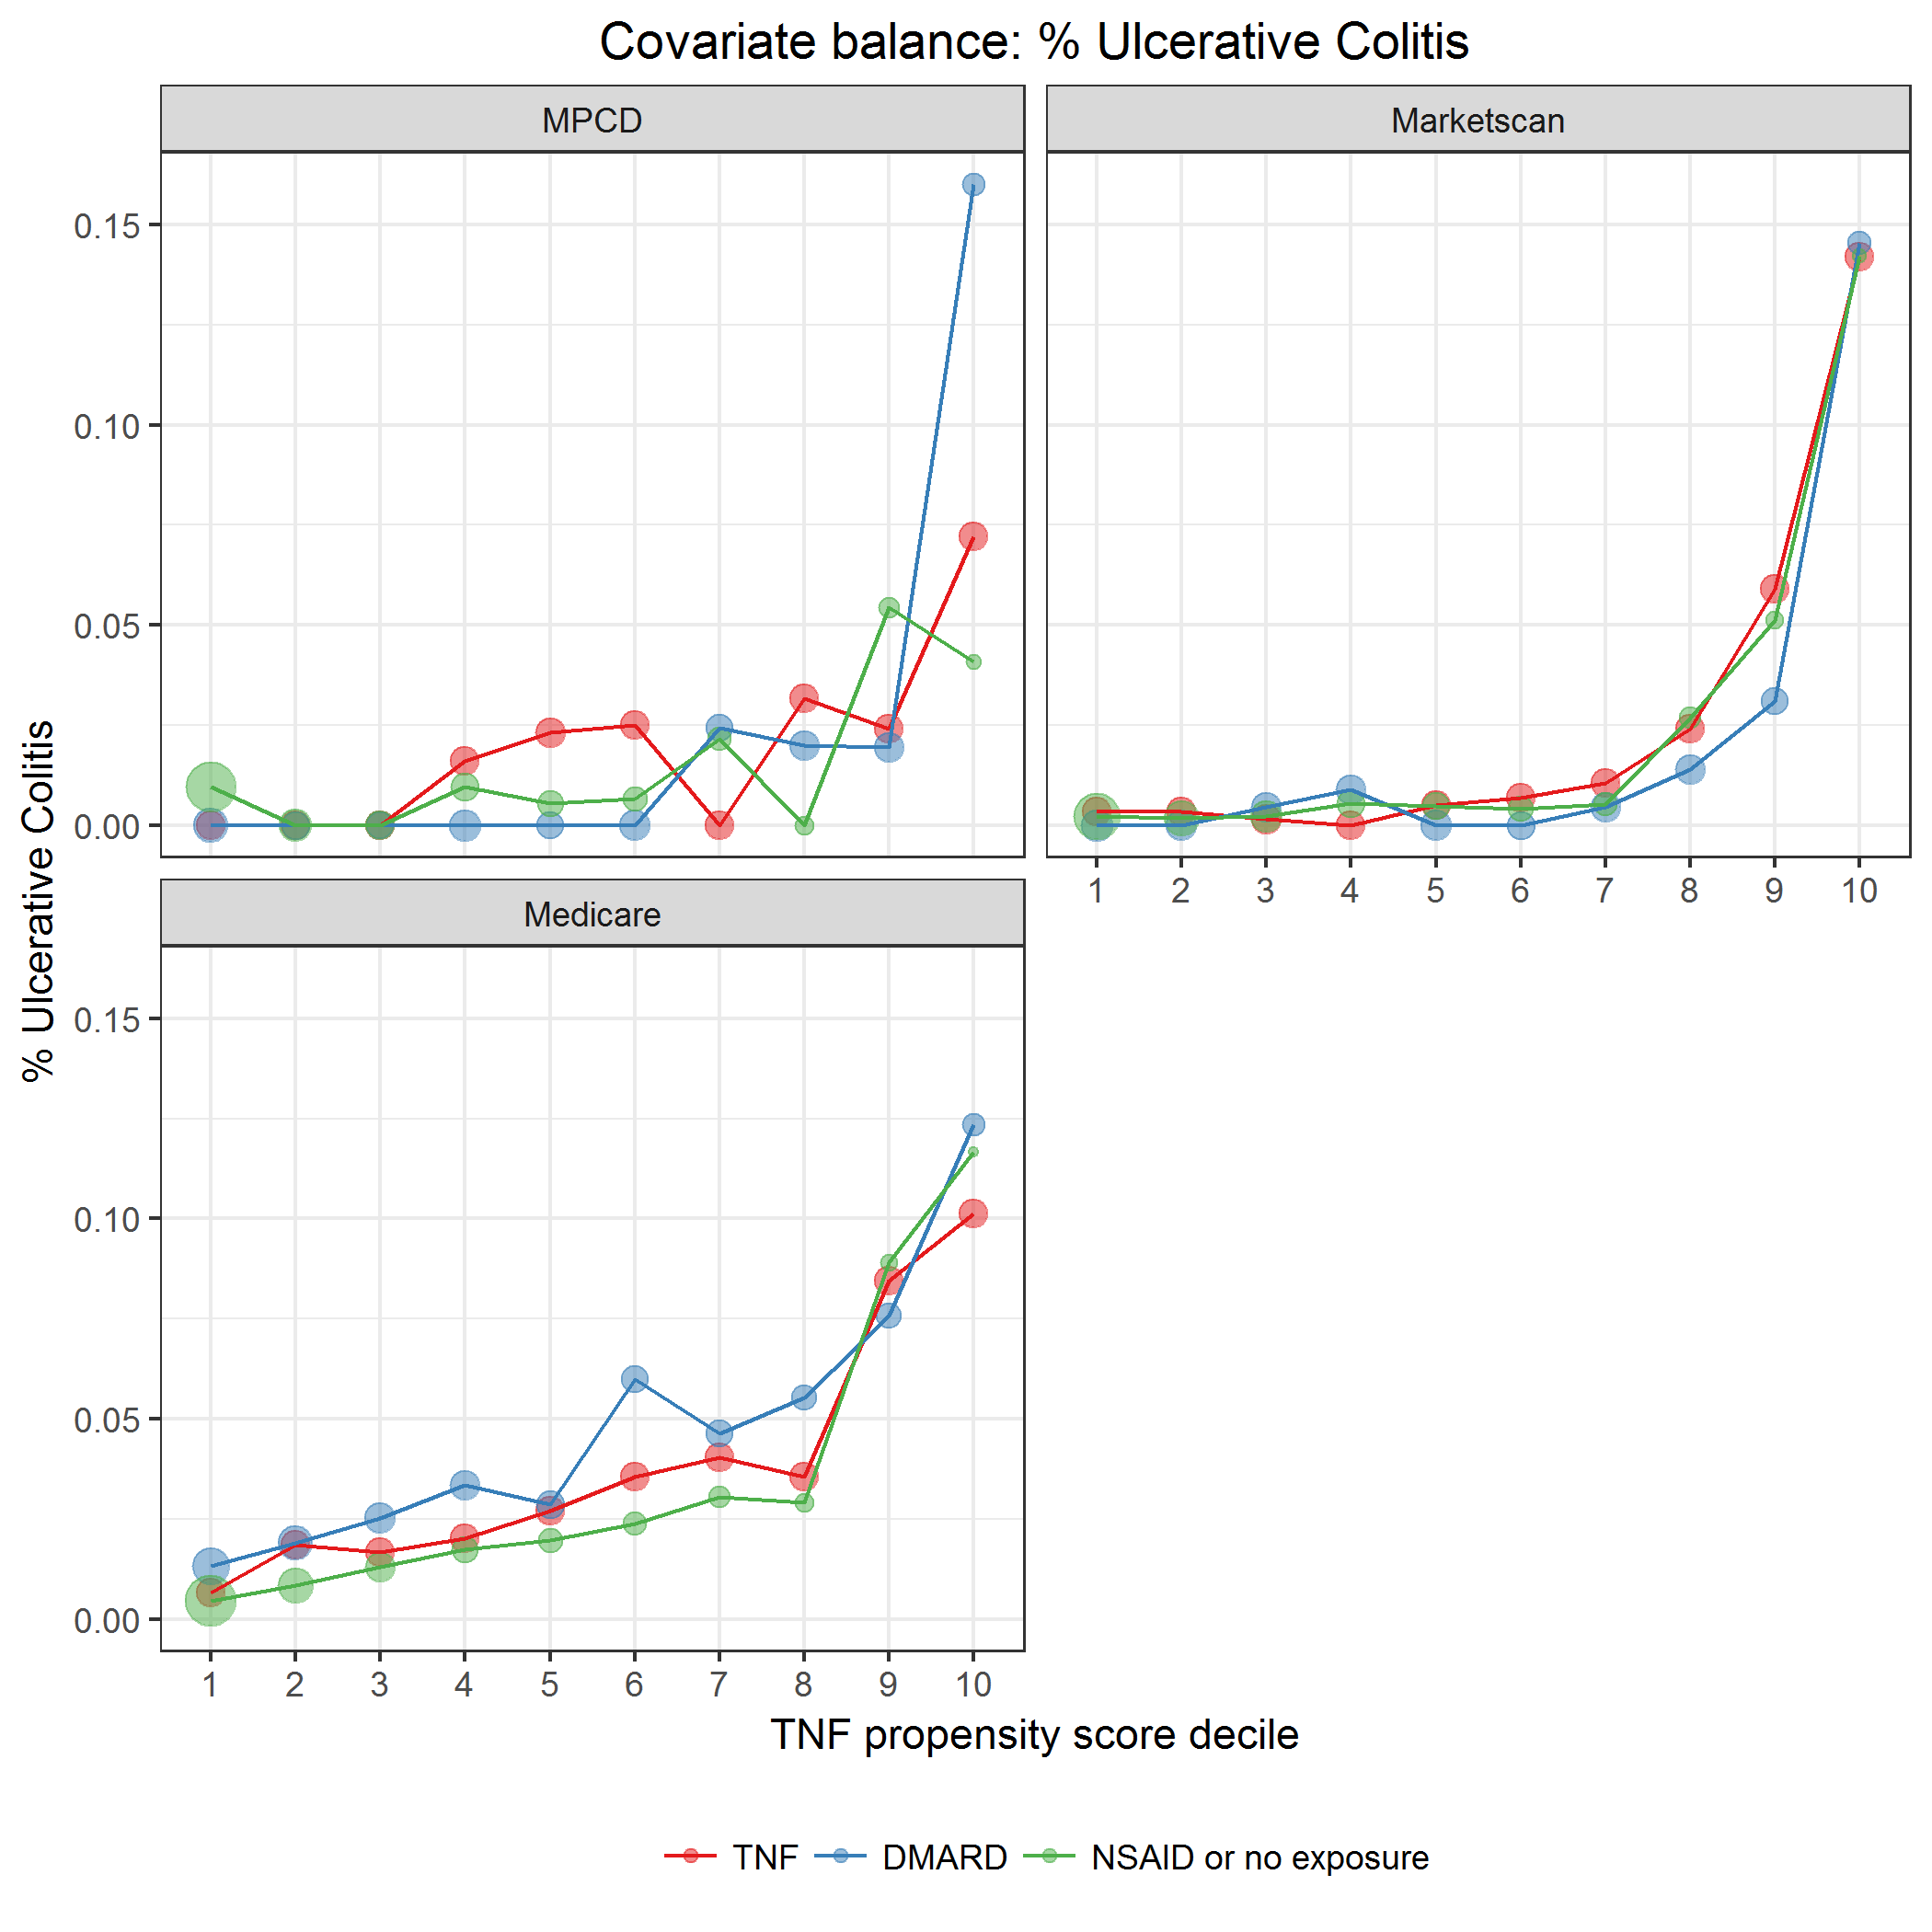 Covariate balance: % Ulcerative Colitis
MPCD
Marketscan
0.15
0.10
0.05
0.00
1 2 3 4 5 6 7 8 9 10
Medicare
0.15
0.10
0.05
0.00
1 2 3 4 5 6 7 8 9 10
% Ulcerative Colitis
TNF propensity score decile
TNF DMARD NSAID or no exposure